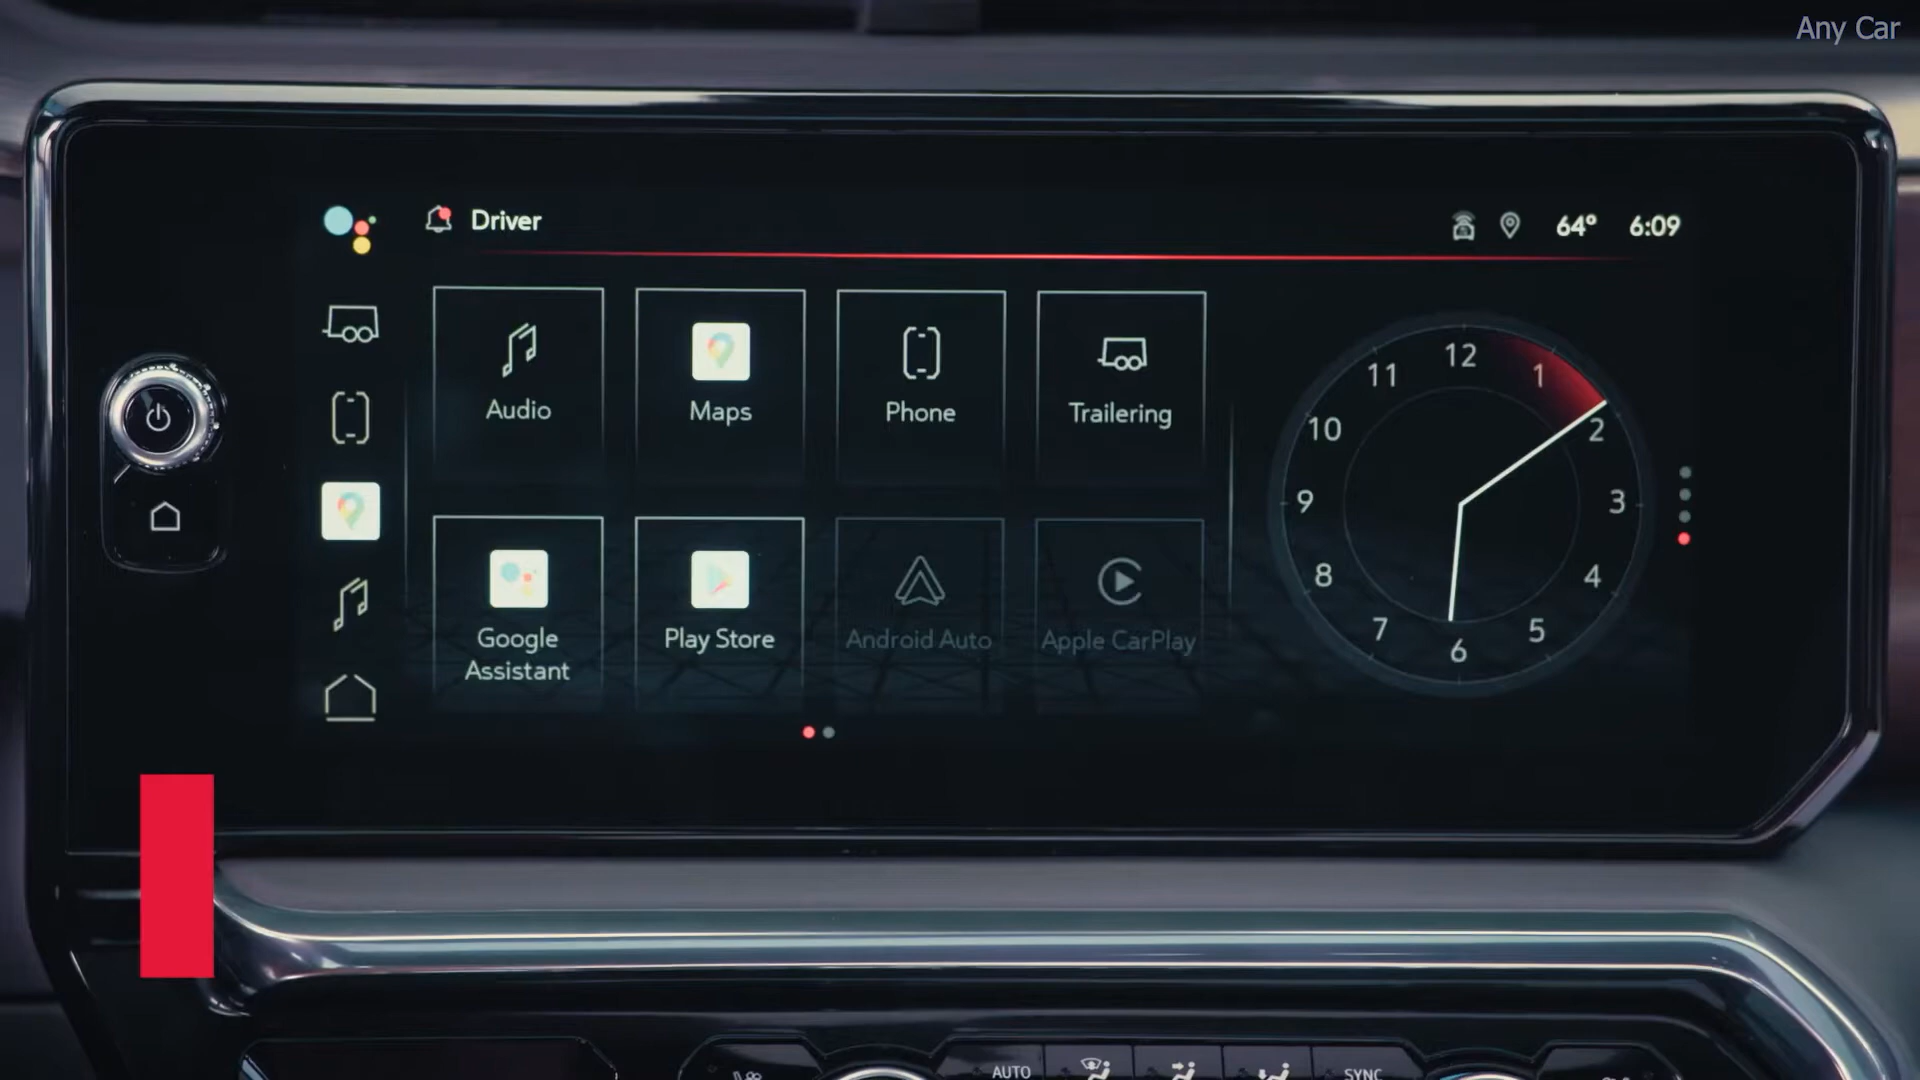 Any Car
Driver
64° 6:09
Audio
Maps
Phone
Trailering
Google
Assistant
Play Store
Android Auto
Apple CarPlay
12
1
2
3
4
5
6
7
8
9
10
11
AUTO
SYNC